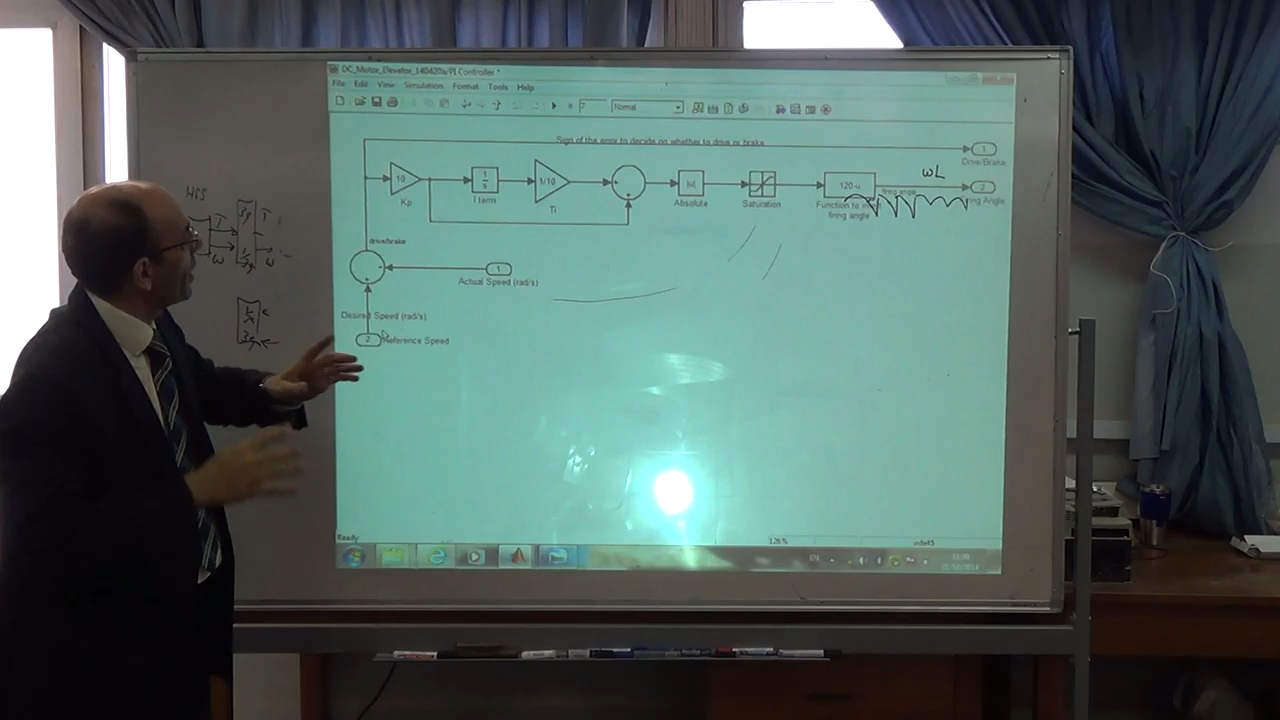 DC_Motor_Elevator_140420a/PI Controller *
File Edit View Simulation Format Tools Help
Normal
Sign of the error to decide on whether to drive or brake
1
Drive/Brake
10
Kp
1
s
I term
1/10
Ti
|u|
Absolute
Saturation
120-u
Function to
firing angle
firing angle
ωL
2
Angle
drive/brake
1
Actual Speed (rad/s)
Desired Speed (rad/s)
2
Reference Speed
T
T
ω
ω
Ready
126%
ode45
EN